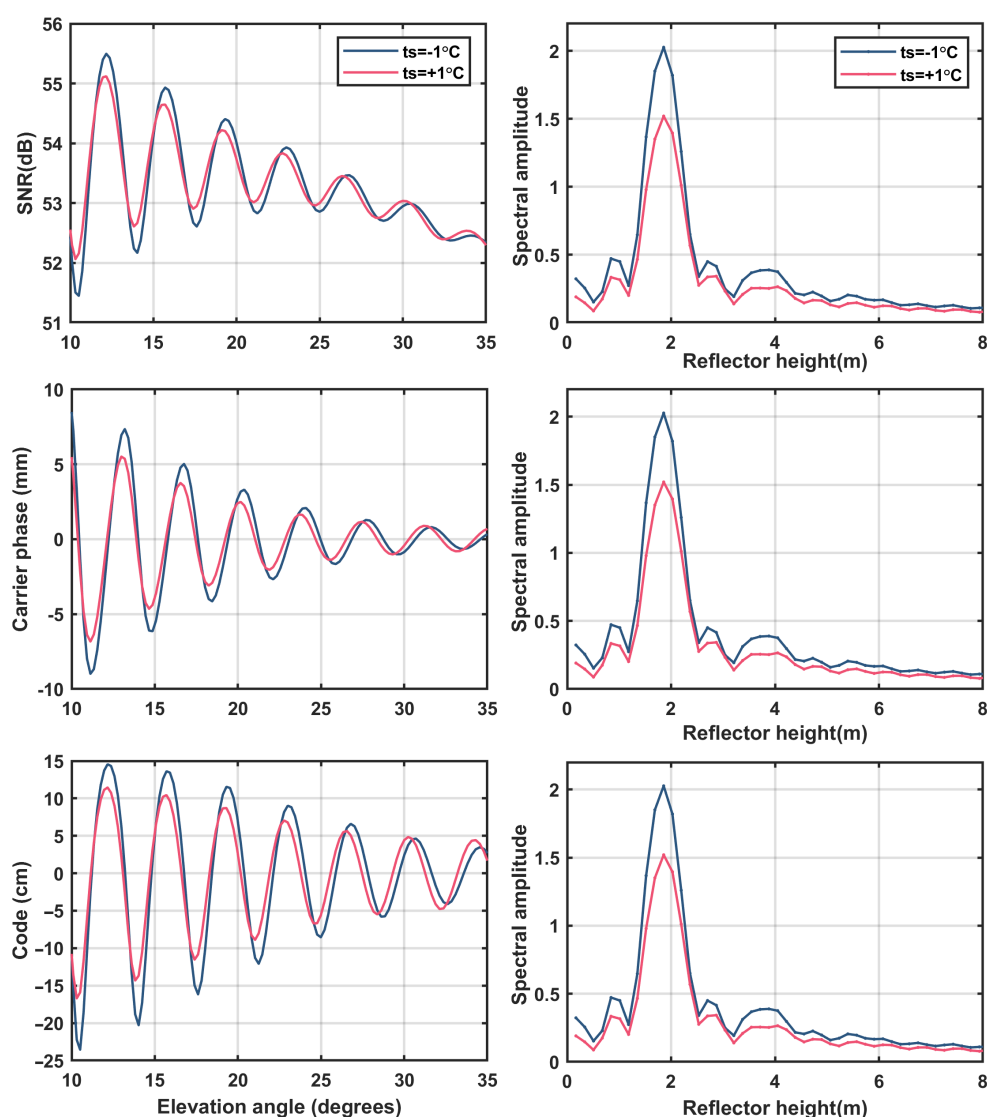 56
55
54
53
52
51
SNR(dB)
ts=-1°C
ts=+1°C
10 15 20 25 30 35
2
1.5
1
0.5
0
Spectral amplitude
ts=-1°C
ts=+1°C
0 2 4 6 8
Reflector height(m)
10
5
0
-5
-10
Carrier phase (mm)
10 15 20 25 30 35
2
1.5
1
0.5
0
Spectral amplitude
0 2 4 6 8
Reflector height(m)
15
10
5
0
−5
−10
−15
−20
−25
Code (cm)
10 15 20 25 30 35
Elevation angle (degrees)
2
1.5
1
0.5
0
Spectral amplitude
0 2 4 6 8
Reflector height(m)